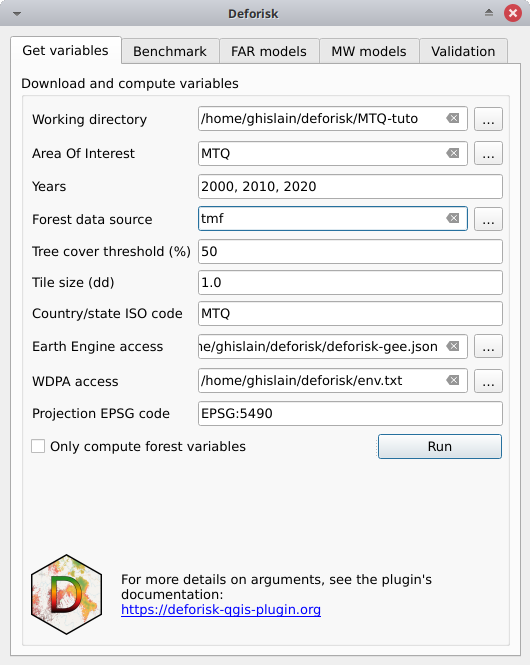 Deforisk
Get variables Benchmark FAR models MW models Validation
Download and compute variables
Working directory /home/ghislain/deforisk/MTQ-tuto ...
Area Of Interest MTQ ...
Years 2000, 2010, 2020
Forest data source tmf ...
Tree cover threshold (%) 50
Tile size (dd) 1.0
Country/state ISO code MTQ
Earth Engine access ne/ghislain/deforisk/deforisk-gee.json ...
WDPA access /home/ghislain/deforisk/env.txt ...
Projection EPSG code EPSG:5490
Only compute forest variables Run
D
For more details on arguments, see the plugin's
documentation:
https://deforisk-qgis-plugin.org